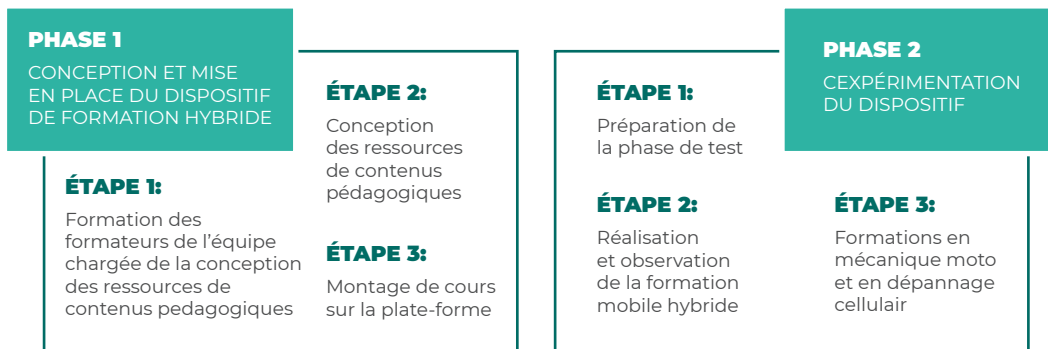 PHASE 1
CONCEPTION ET MISE
EN PLACE DU DISPOSITIF
DE FORMATION HYBRIDE
ÉTAPE 1:
Formation des
formateurs de l’équipe
chargée de la conception
des ressources de
contenus pedagogiques
ÉTAPE 2:
Conception
des ressources
de contenus
pédagogiques
ÉTAPE 3:
Montage de cours
sur la plate-forme
PHASE 2
CEXPÉRIMENTATION
DU DISPOSITIF
ÉTAPE 1:
Préparation de
la phase de test
ÉTAPE 2:
Réalisation
et observation
de la formation
mobile hybride
ÉTAPE 3:
Formations en
mécanique moto
et en dépannage
cellulair